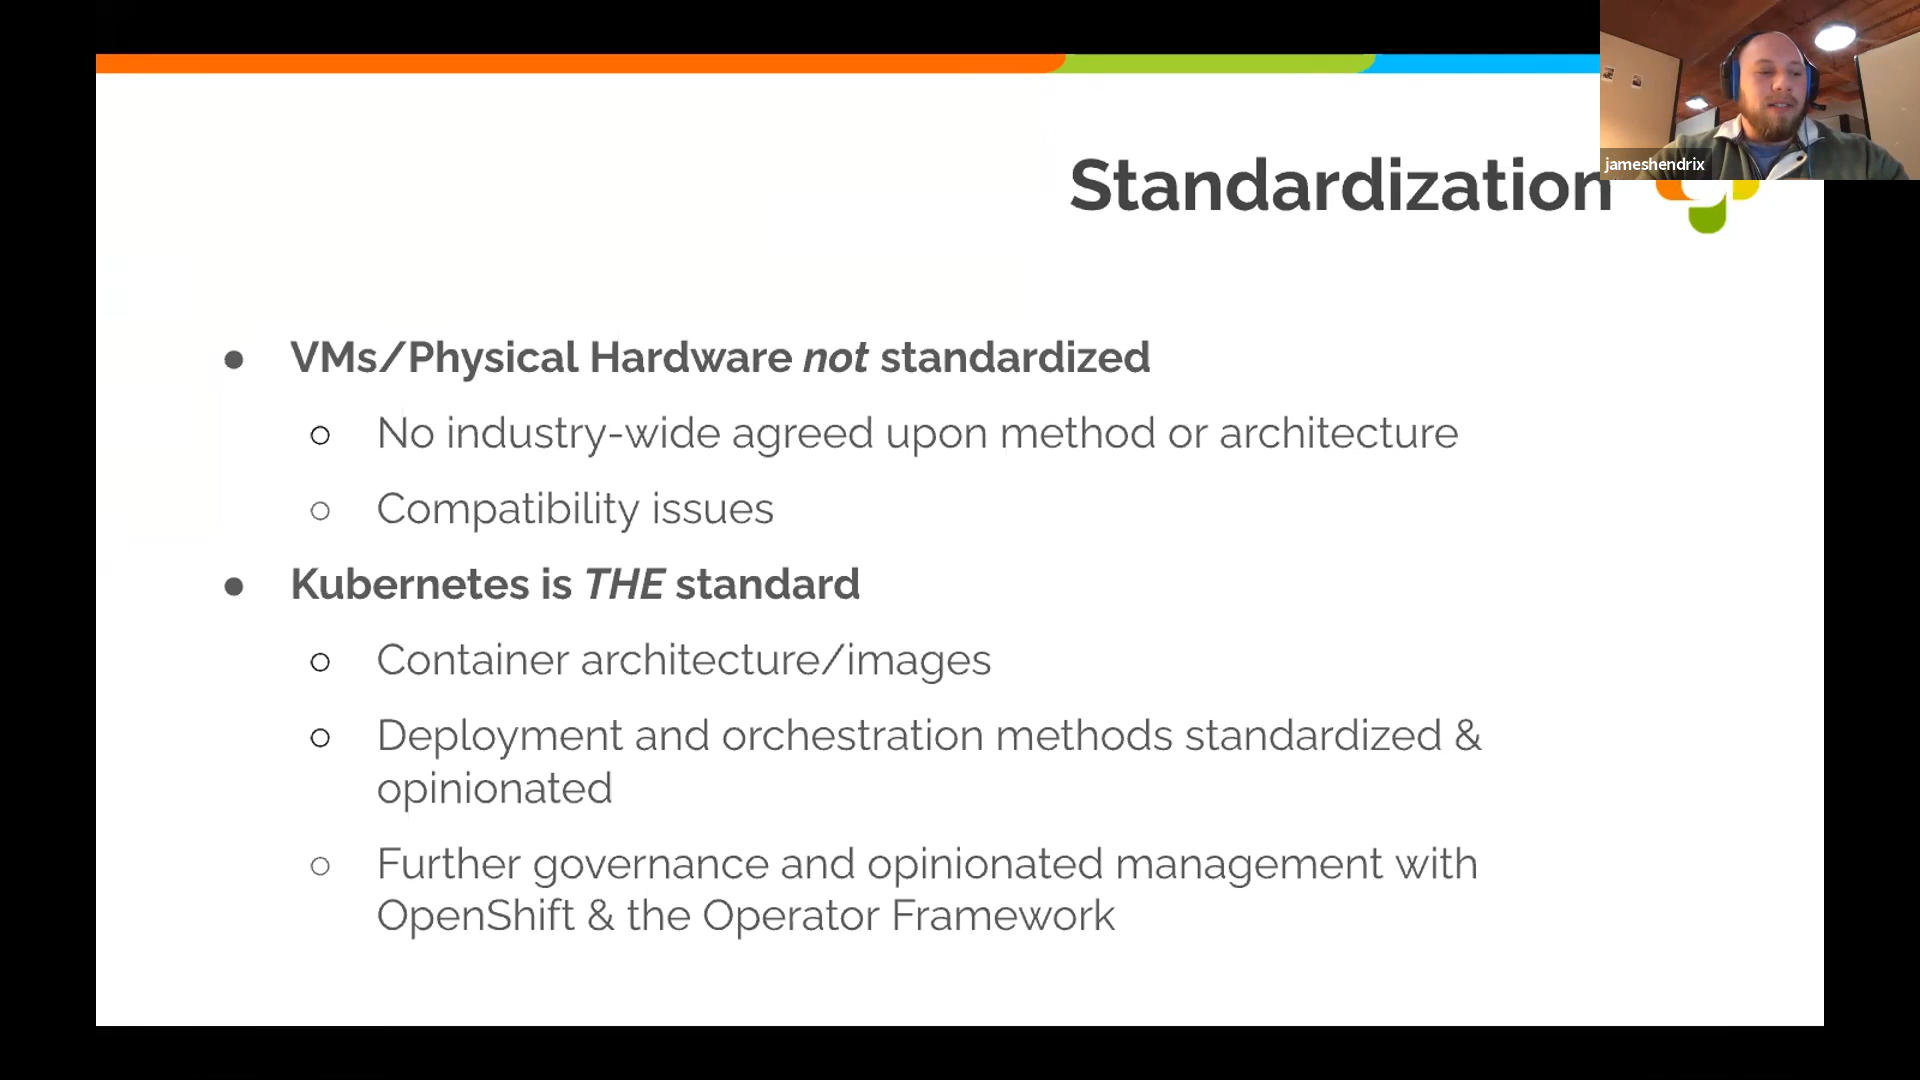 jameshendrix
Standardization
● VMs/Physical Hardware not standardized
○ No industry-wide agreed upon method or architecture
○ Compatibility issues
● Kubernetes is THE standard
○ Container architecture/images
○ Deployment and orchestration methods standardized &
opinionated
○ Further governance and opinionated management with
OpenShift & the Operator Framework